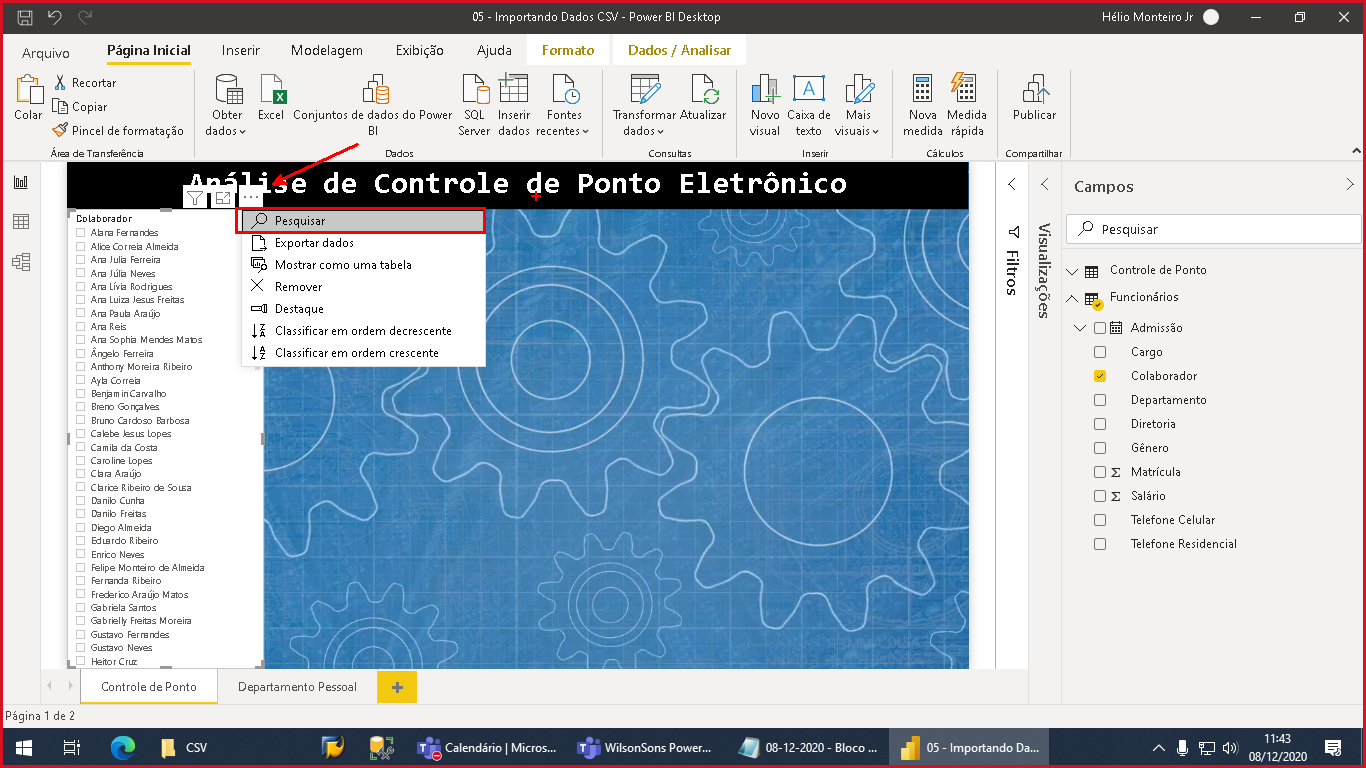 05 - Importando Dados CSV - Power BI Desktop
Hélio Monteiro Jr
Arquivo
Página Inicial
Inserir
Modelagem
Exibição
Ajuda
Formato
Dados / Analisar
Colar
Recortar
Copiar
Pincel de formatação
Área de Transferência
Obter dados
Excel
Conjuntos de dados do Power BI
SQL Server
Inserir dados
Fontes recentes
Dados
Transformar dados
Atualizar
Consultas
Novo visual
Caixa de texto
Mais visuais
Inserir
Nova medida
Medida rápida
Cálculos
Publicar
Compartilhar
Análise de Controle de Ponto Eletrônico
Colaborador
Alana Fernandes
Alice Correia Almeida
Ana Julia Ferreira
Ana Júlia Neves
Ana Lívia Rodrigues
Ana Luiza Jesus Freitas
Ana Paula Araújo
Ana Reis
Ana Sophia Mendes Matos
Ângelo Ferreira
Anthony Moreira Ribeiro
Ayla Correia
Benjamin Carvalho
Breno Gonçalves
Bruno Cardoso Barbosa
Calebe Jesus Lopes
Camila da Costa
Caroline Lopes
Clara Araújo
Clarice Ribeiro de Sousa
Danilo Cunha
Danilo Freitas
Diego Almeida
Eduardo Ribeiro
Enrico Neves
Felipe Monteiro de Almeida
Fernanda Ribeiro
Frederico Araújo Matos
Gabriela Santos
Gabrielly Freitas Moreira
Gustavo Fernandes
Gustavo Neves
Heitor Cruz
Pesquisar
Exportar dados
Mostrar como uma tabela
Remover
Destaque
Classificar em ordem decrescente
Classificar em ordem crescente
Filtros
Visualizações
Campos
Pesquisar
Controle de Ponto
Funcionários
Admissão
Cargo
Colaborador
Departamento
Diretoria
Gênero
Matrícula
Salário
Telefone Celular
Telefone Residencial
Controle de Ponto
Departamento Pessoal
Página 1 de 2
CSV
Calendário | Micros...
WilsonSons Power...
08-12-2020 - Bloco ...
05 - Importando Da...
11:43
08/12/2020